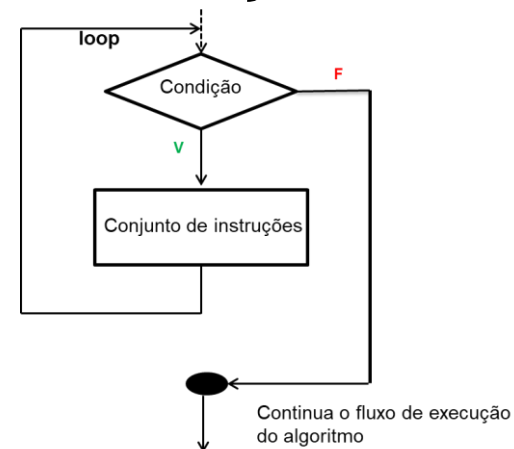 loop
Condição
F
V
Conjunto de instruções
Continua o fluxo de execução
do algoritmo